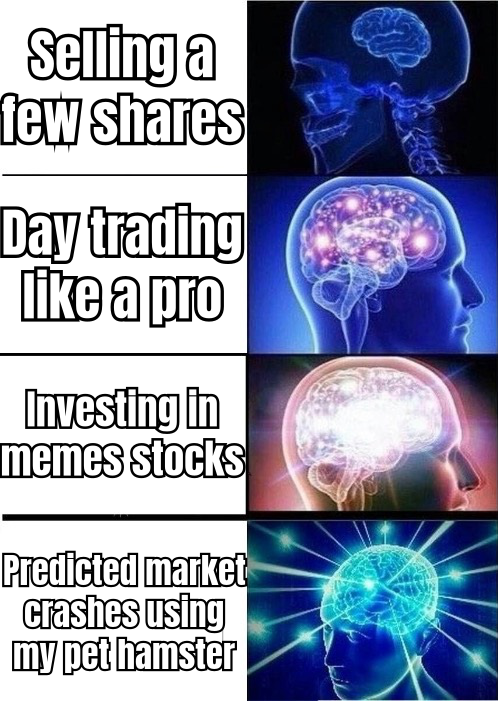 Selling a
few shares
Day trading
like a pro
Investing in
memes stocks
Predicted market
crashes using
my pet hamster